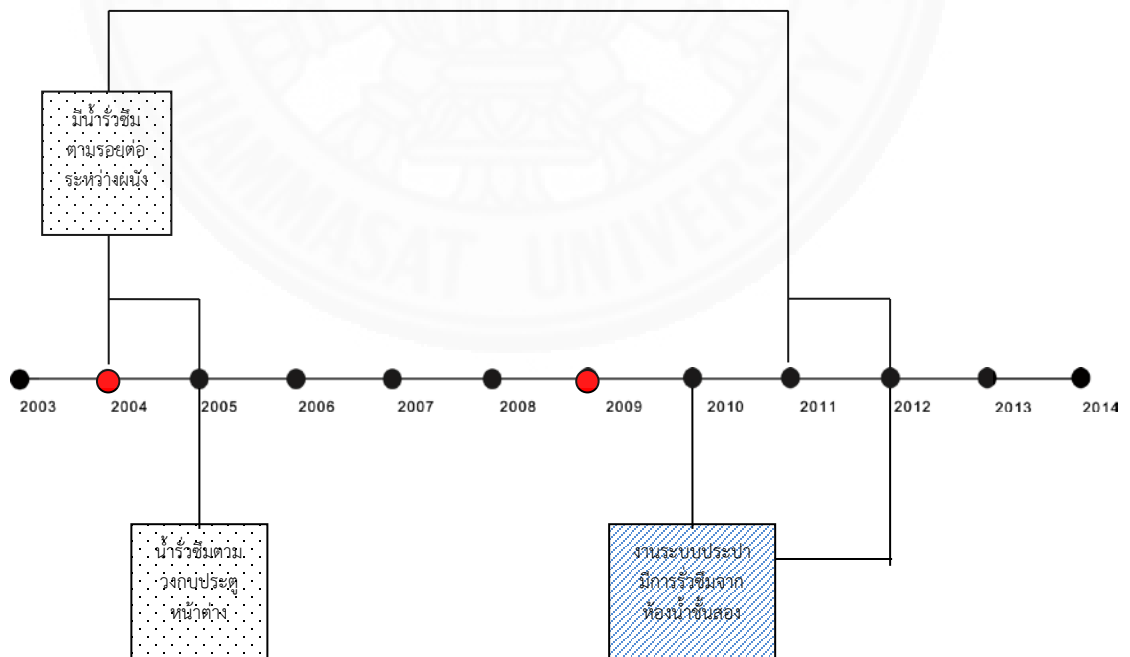 THAMMASAT UNIVERSITY
มีน้ำรั่วซึม
ตามรอยต่อ
ระหว่างผนัง
2003 2004 2005 2006 2007 2008 2009 2010 2011 2012 2013 2014
น้ำรั่วซึมตาม
วงกบประตู
หน้าต่าง
งานระบบประปา
มีการรั่วซึมจาก
ห้องน้ำชั้นสอง